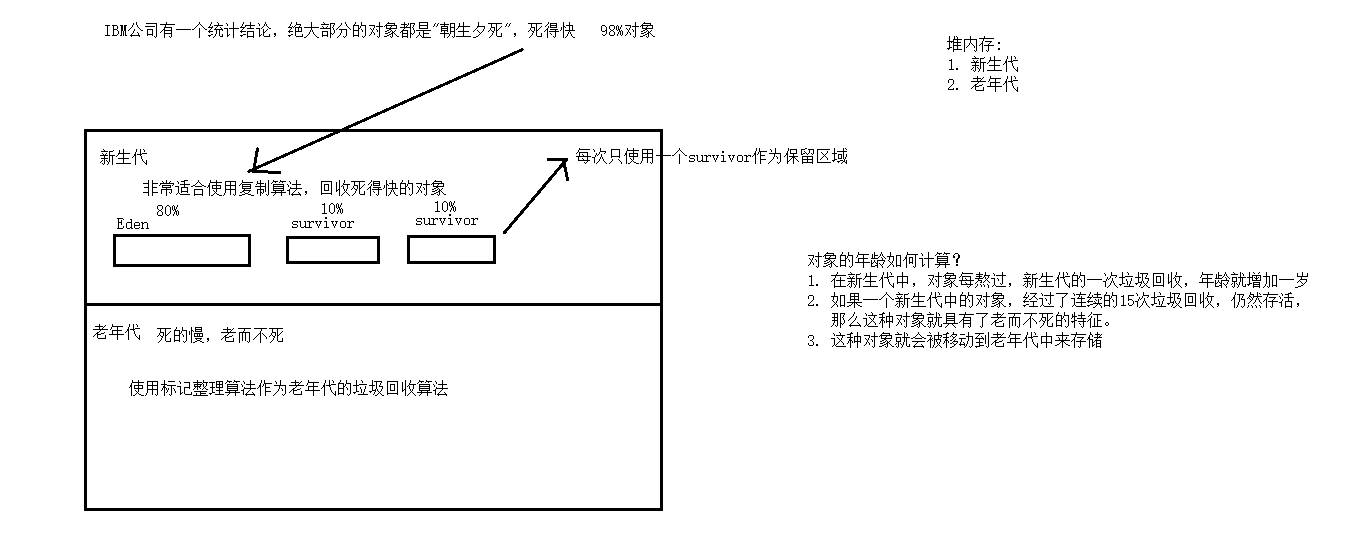 IBM公司有一个统计结论，绝大部分的对象都是"朝生夕死"，死得快   98%对象
堆内存：
1. 新生代
2. 老年代
新生代
每次只使用一个survivor作为保留区域
非常适合使用复制算法，回收死得快的对象
80%
10%
10%
Eden
survivor
survivor
对象的年龄如何计算？
1. 在新生代中，对象每熬过，新生代的一次垃圾回收，年龄就增加一岁
2. 如果一个新生代中的对象，经过了连续的15次垃圾回收，仍然存活，
那么这种对象就具有了老而不死的特征。
3. 这种对象就会被移动到老年代中来存储
老年代   死的慢，老而不死
使用标记整理算法作为老年代的垃圾回收算法